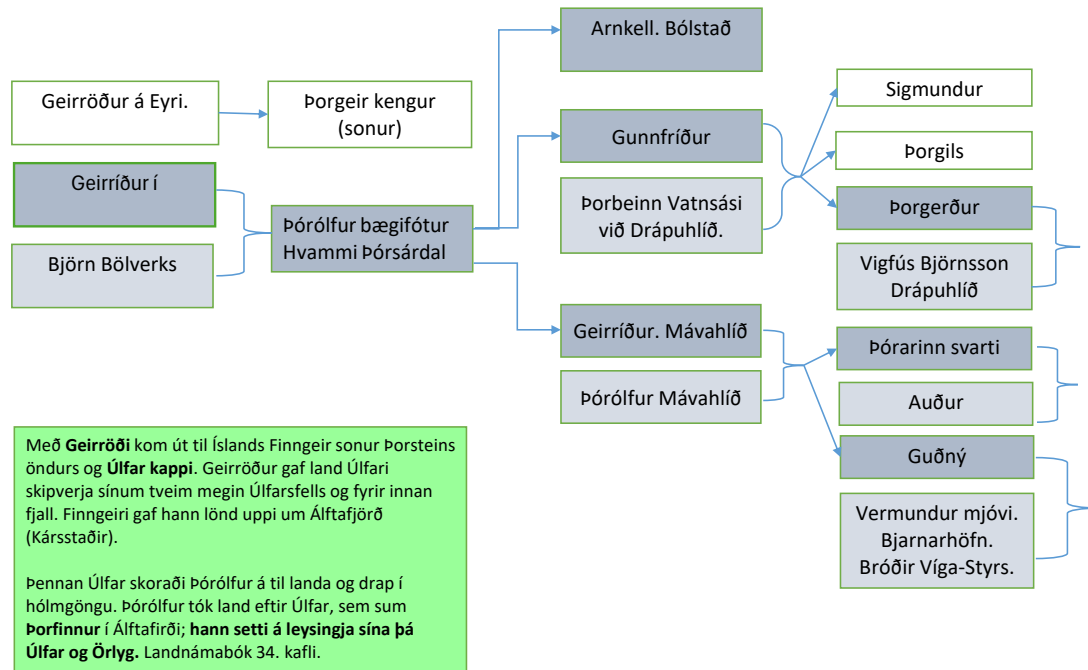 Geirröður á Eyri.
Þorgeir kengur
(sonur)
Geirríður í
Björn Bölverks
Þórólfur bægifótur
Hvammi Þórsárdal
Arnkell. Bólstað
Gunnfríður
Þorbeinn Vatnsási
við Drápuhlíð.
Geirríður. Mávahlíð
Þórólfur Mávahlíð
Sigmundur
Þorgils
Þorgerður
Vigfús Björnsson
Drápuhlíð
Þórarinn svarti
Auður
Guðný
Vermundur mjóvi.
Bjarnarhöfn.
Bróðir Víga-Styrs.
Með Geirröði kom út til Íslands Finngeir sonur Þorsteins
öndurs og Úlfar kappi. Geirröður gaf land Úlfari
skipverja sínum tveim megin Úlfarsfells og fyrir innan
fjall. Finngeiri gaf hann lönd uppi um Álftafjörð
(Kársstaðir).
Þennan Úlfar skoraði Þórólfur á til landa og drap í
hólmgöngu. Þórólfur tók land eftir Úlfar, sem sum
Þorfinnur í Álftafirði; hann setti á leysingja sína þá
Úlfar og Örlyg. Landnámabók 34. kafli.